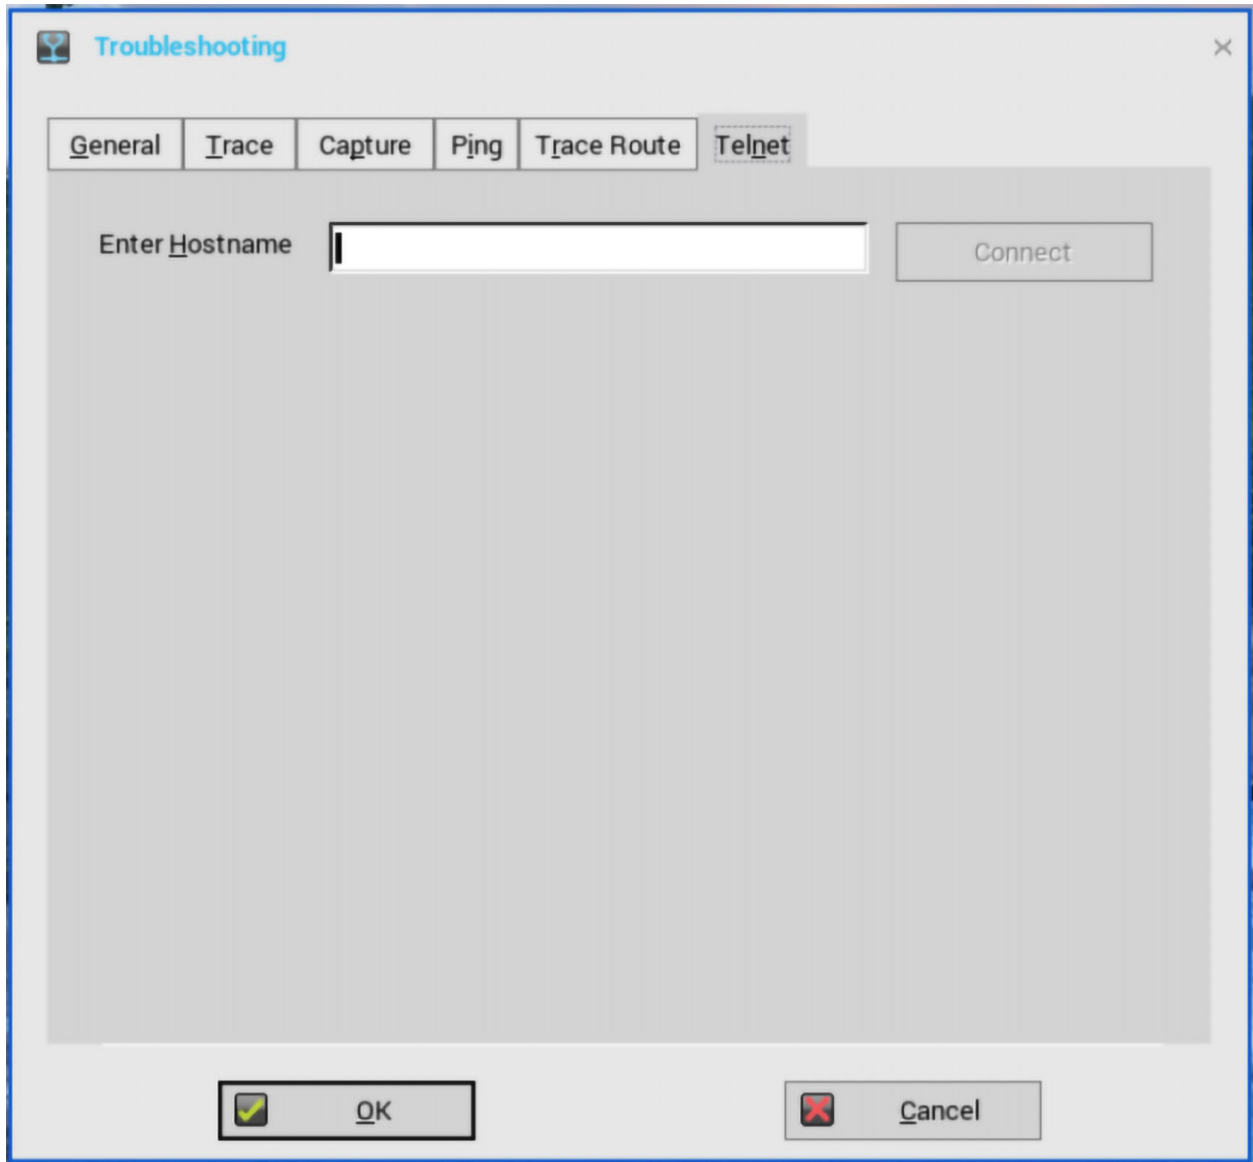 Troubleshooting
General Trace Capture Ping Trace Route Telnet
Enter Hostname Connect
OK Cancel